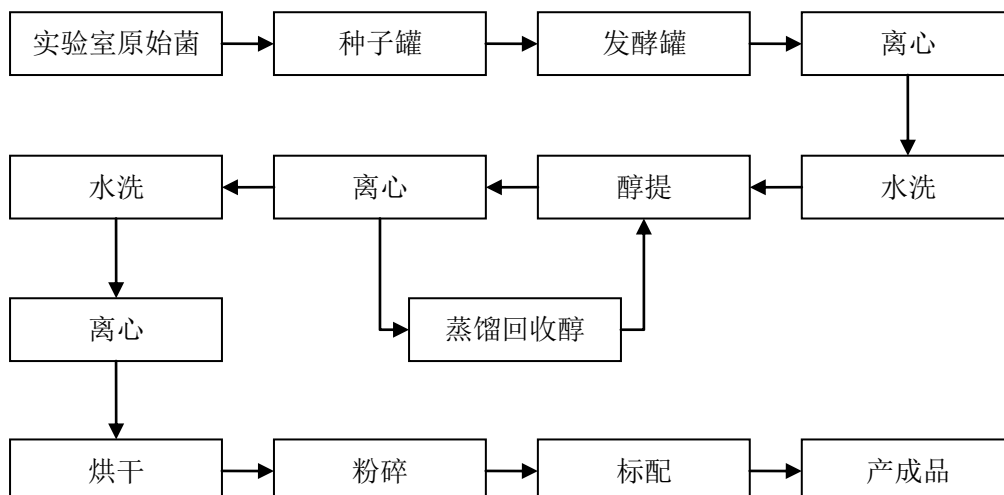 实验室原始菌
种子罐
发酵罐
离心
水洗
离心
醇提
水洗
离心
蒸馏回收醇
烘干
粉碎
标配
产成品